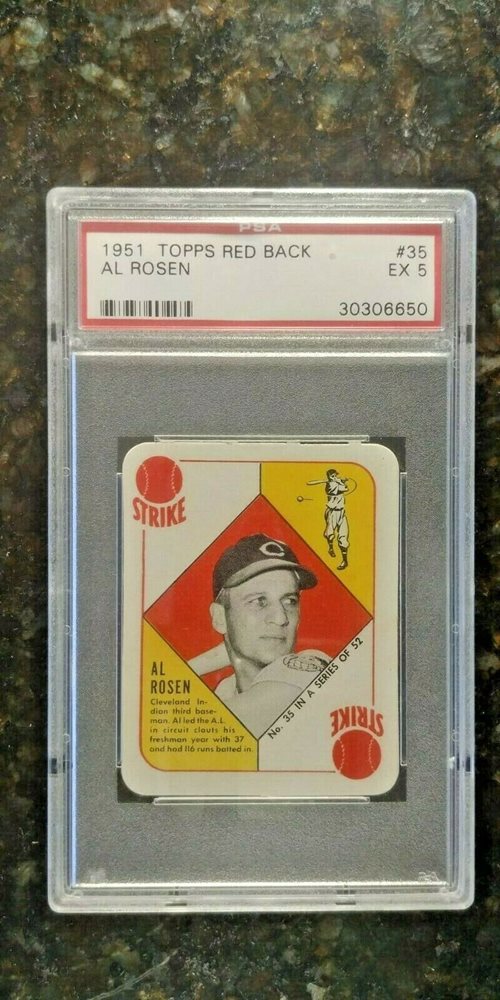 PSA
1951 TOPPS RED BACK #35
AL ROSEN EX 5
30306650
STRIKE
AL
ROSEN
Cleveland In-
dian third base-
man. Al led the A.L.
in circuit clouts his
freshman year with 37
and had 116 runs batted in.
No. 35 IN A SERIES OF 52
STRIKE